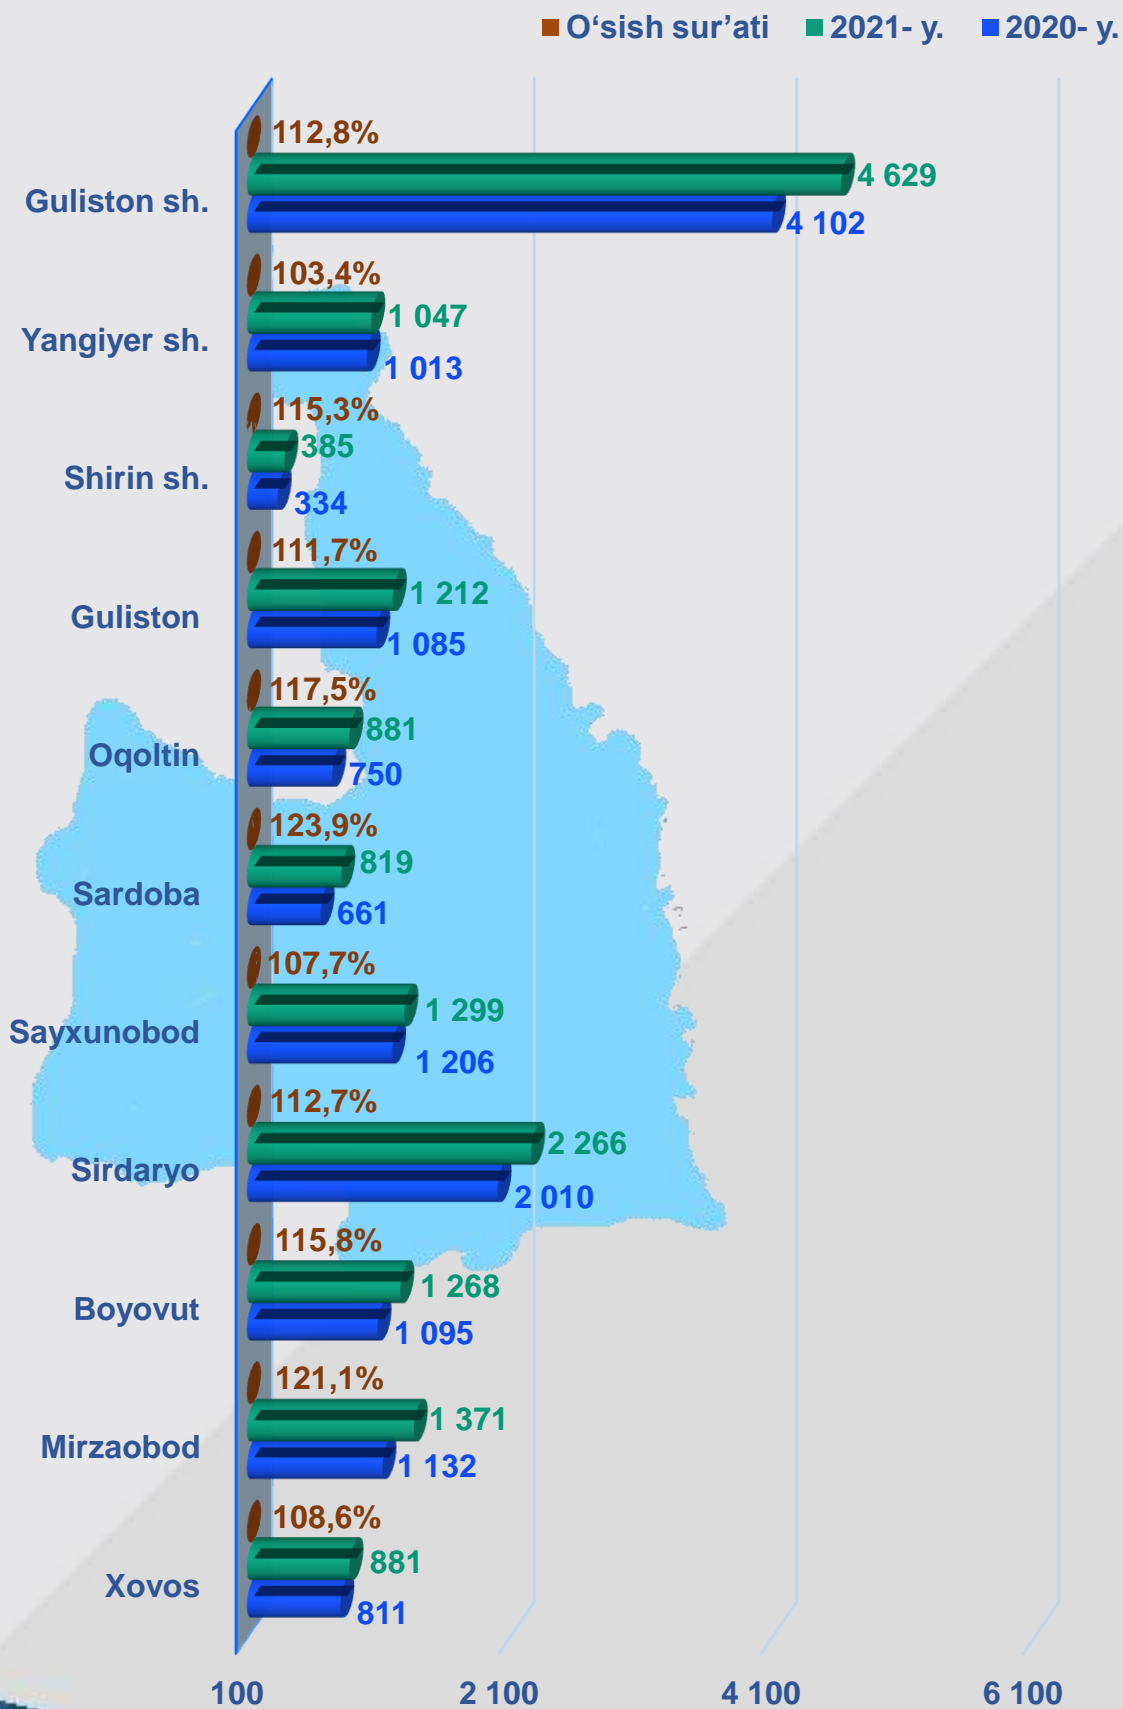 O‘sish sur’ati 2021- y. 2020- y.
112,8%
4 629
Guliston sh.
4 102
103,4%
1 047
Yangiyer sh.
1 013
115,3%
385
Shirin sh.
334
111,7%
1 212
Guliston
1 085
117,5%
881
Oqoltin
750
123,9%
819
Sardoba
661
107,7%
1 299
Sayxunobod
1 206
112,7%
2 266
Sirdaryo
2 010
115,8%
1 268
Boyovut
1 095
121,1%
1 371
Mirzaobod
1 132
108,6%
881
Xovos
811
100 2 100 4 100 6 100